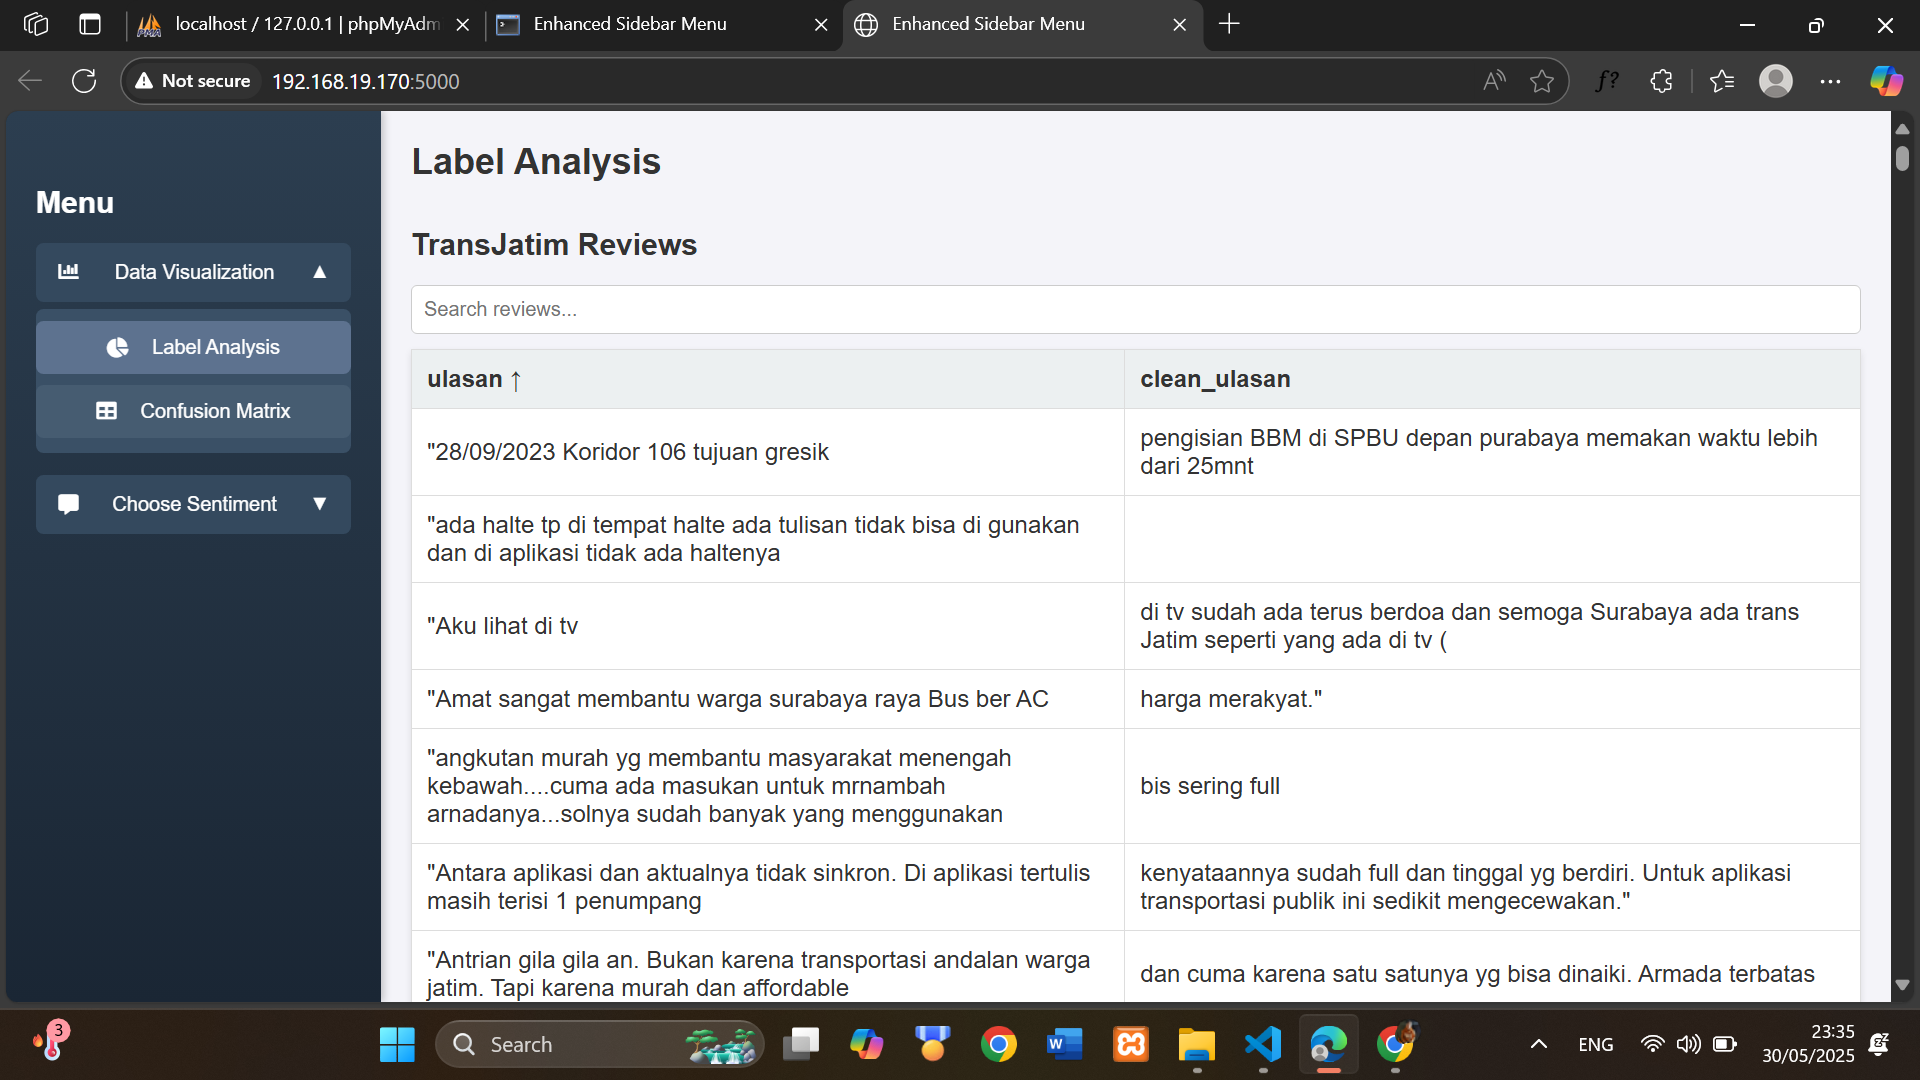 localhost / 127.0.0.1 | phpMyAdm
Enhanced Sidebar Menu
Enhanced Sidebar Menu
Not secure
192.168.19.170:5000
Menu
Data Visualization ▲
Label Analysis
Confusion Matrix
Choose Sentiment ▼
Label Analysis
TransJatim Reviews
Search reviews...
ulasan ↑
clean_ulasan
"28/09/2023 Koridor 106 tujuan gresik
pengisian BBM di SPBU depan purabaya memakan waktu lebih
dari 25mnt
"ada halte tp di tempat halte ada tulisan tidak bisa di gunakan
dan di aplikasi tidak ada haltenya
"Aku lihat di tv
di tv sudah ada terus berdoa dan semoga Surabaya ada trans
Jatim seperti yang ada di tv (
"Amat sangat membantu warga surabaya raya Bus ber AC
harga merakyat."
"angkutan murah yg membantu masyarakat menengah
kebawah....cuma ada masukan untuk mrnambah
arnadanya...solnya sudah banyak yang menggunakan
bis sering full
"Antara aplikasi dan aktualnya tidak sinkron. Di aplikasi tertulis
masih terisi 1 penumpang
kenyataannya sudah full dan tinggal yg berdiri. Untuk aplikasi
transportasi publik ini sedikit mengecewakan."
"Antrian gila gila an. Bukan karena transportasi andalan warga
jatim. Tapi karena murah dan affordable
dan cuma karena satu satunya yg bisa dinaiki. Armada terbatas
3
Search
ENG
23:35
30/05/2025